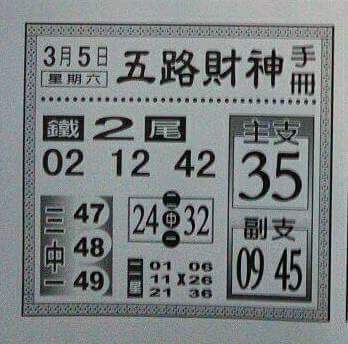 3月5日
星期六
五路財神
手冊
鐵2尾
02 12 42
主支
35
三中一
47
48
49
24 二中一 32
副支
09 45
二三星
01 06
11 X 26
21 36